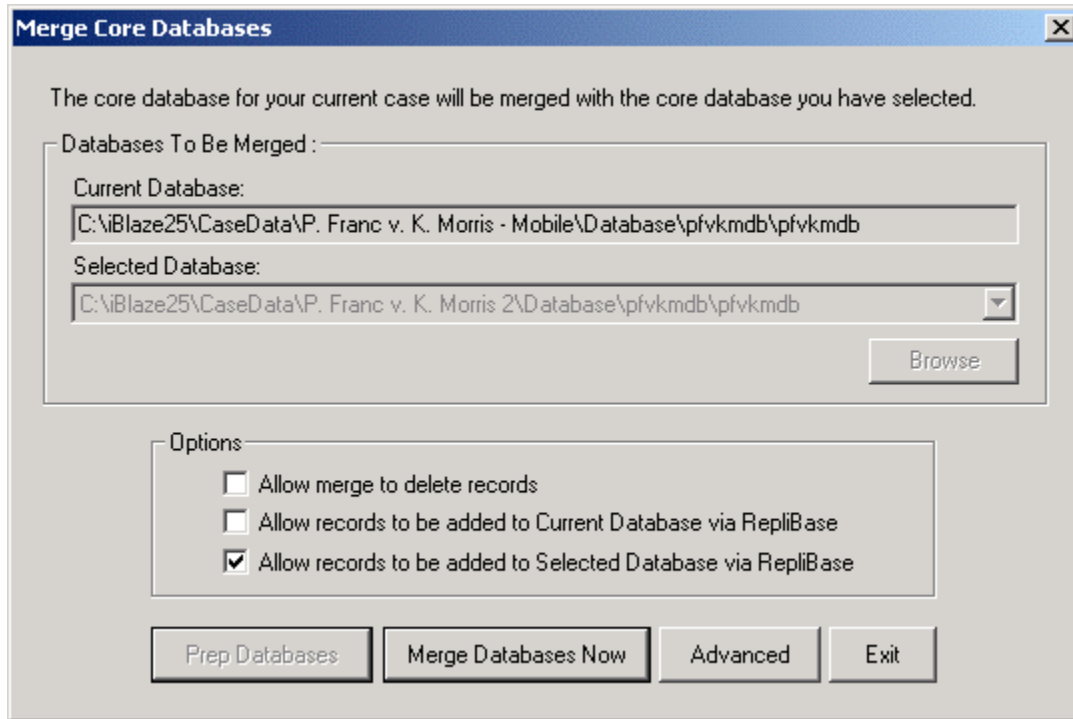 Merge Core Databases
The core database for your current case will be merged with the core database you have selected.
Databases To Be Merged :
Current Database:
C:\iBlaze25\CaseData\P. Franc v. K. Morris - Mobile\Database\pfvkmdb\pfvkmdb
Selected Database:
C:\iBlaze25\CaseData\P. Franc v. K. Morris 2\Database\pfvkmdb\pfvkmdb
Browse
Options
Allow merge to delete records
Allow records to be added to Current Database via RepliBase
Allow records to be added to Selected Database via RepliBase
Prep Databases Merge Databases Now Advanced Exit